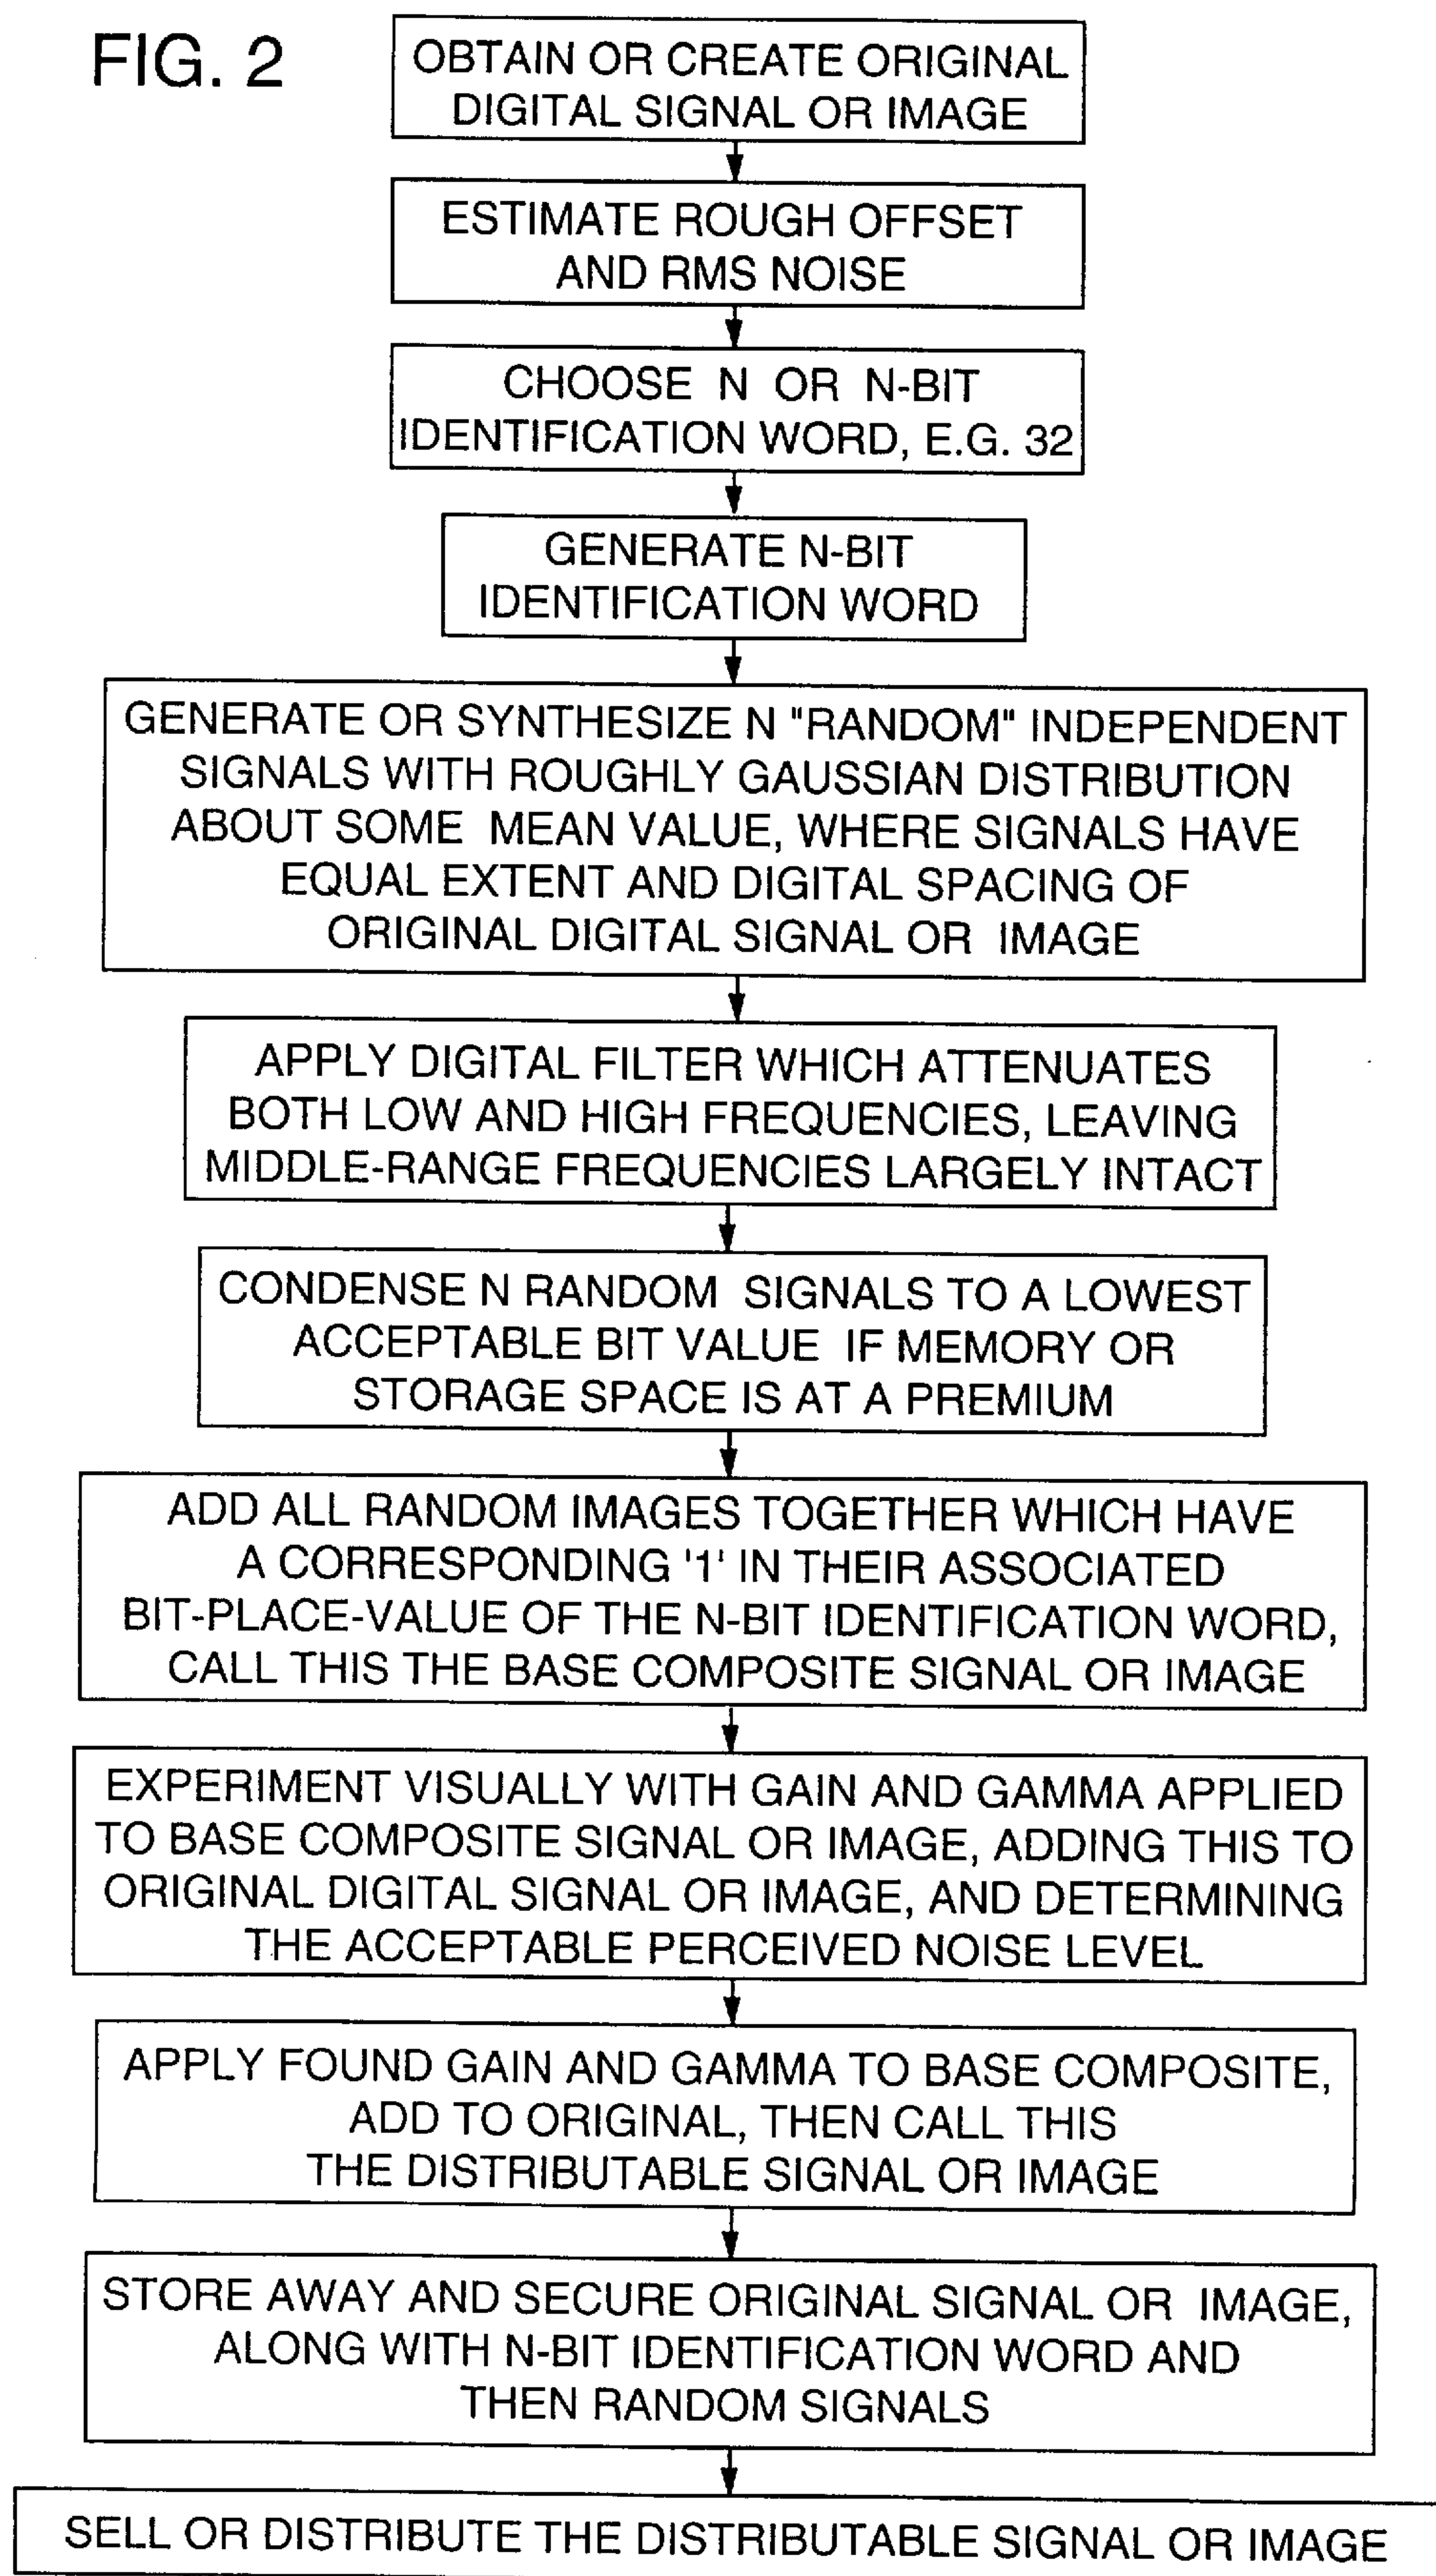 FIG. 2
OBTAIN OR CREATE ORIGINAL
DIGITAL SIGNAL OR IMAGE
ESTIMATE ROUGH OFFSET
AND RMS NOISE
CHOOSE N OR N-BIT
IDENTIFICATION WORD, E.G. 32
GENERATE N-BIT
IDENTIFICATION WORD
GENERATE OR SYNTHESIZE N "RANDOM" INDEPENDENT
SIGNALS WITH ROUGHLY GAUSSIAN DISTRIBUTION
ABOUT SOME MEAN VALUE, WHERE SIGNALS HAVE
EQUAL EXTENT AND DIGITAL SPACING OF
ORIGINAL DIGITAL SIGNAL OR IMAGE
APPLY DIGITAL FILTER WHICH ATTENUATES
BOTH LOW AND HIGH FREQUENCIES, LEAVING
MIDDLE-RANGE FREQUENCIES LARGELY INTACT
CONDENSE N RANDOM SIGNALS TO A LOWEST
ACCEPTABLE BIT VALUE IF MEMORY OR
STORAGE SPACE IS AT A PREMIUM
ADD ALL RANDOM IMAGES TOGETHER WHICH HAVE
A CORRESPONDING '1' IN THEIR ASSOCIATED
BIT-PLACE-VALUE OF THE N-BIT IDENTIFICATION WORD,
CALL THIS THE BASE COMPOSITE SIGNAL OR IMAGE
EXPERIMENT VISUALLY WITH GAIN AND GAMMA APPLIED
TO BASE COMPOSITE SIGNAL OR IMAGE, ADDING THIS TO
ORIGINAL DIGITAL SIGNAL OR IMAGE, AND DETERMINING
THE ACCEPTABLE PERCEIVED NOISE LEVEL
APPLY FOUND GAIN AND GAMMA TO BASE COMPOSITE,
ADD TO ORIGINAL, THEN CALL THIS
THE DISTRIBUTABLE SIGNAL OR IMAGE
STORE AWAY AND SECURE ORIGINAL SIGNAL OR IMAGE,
ALONG WITH N-BIT IDENTIFICATION WORD AND
THEN RANDOM SIGNALS
SELL OR DISTRIBUTE THE DISTRIBUTABLE SIGNAL OR IMAGE